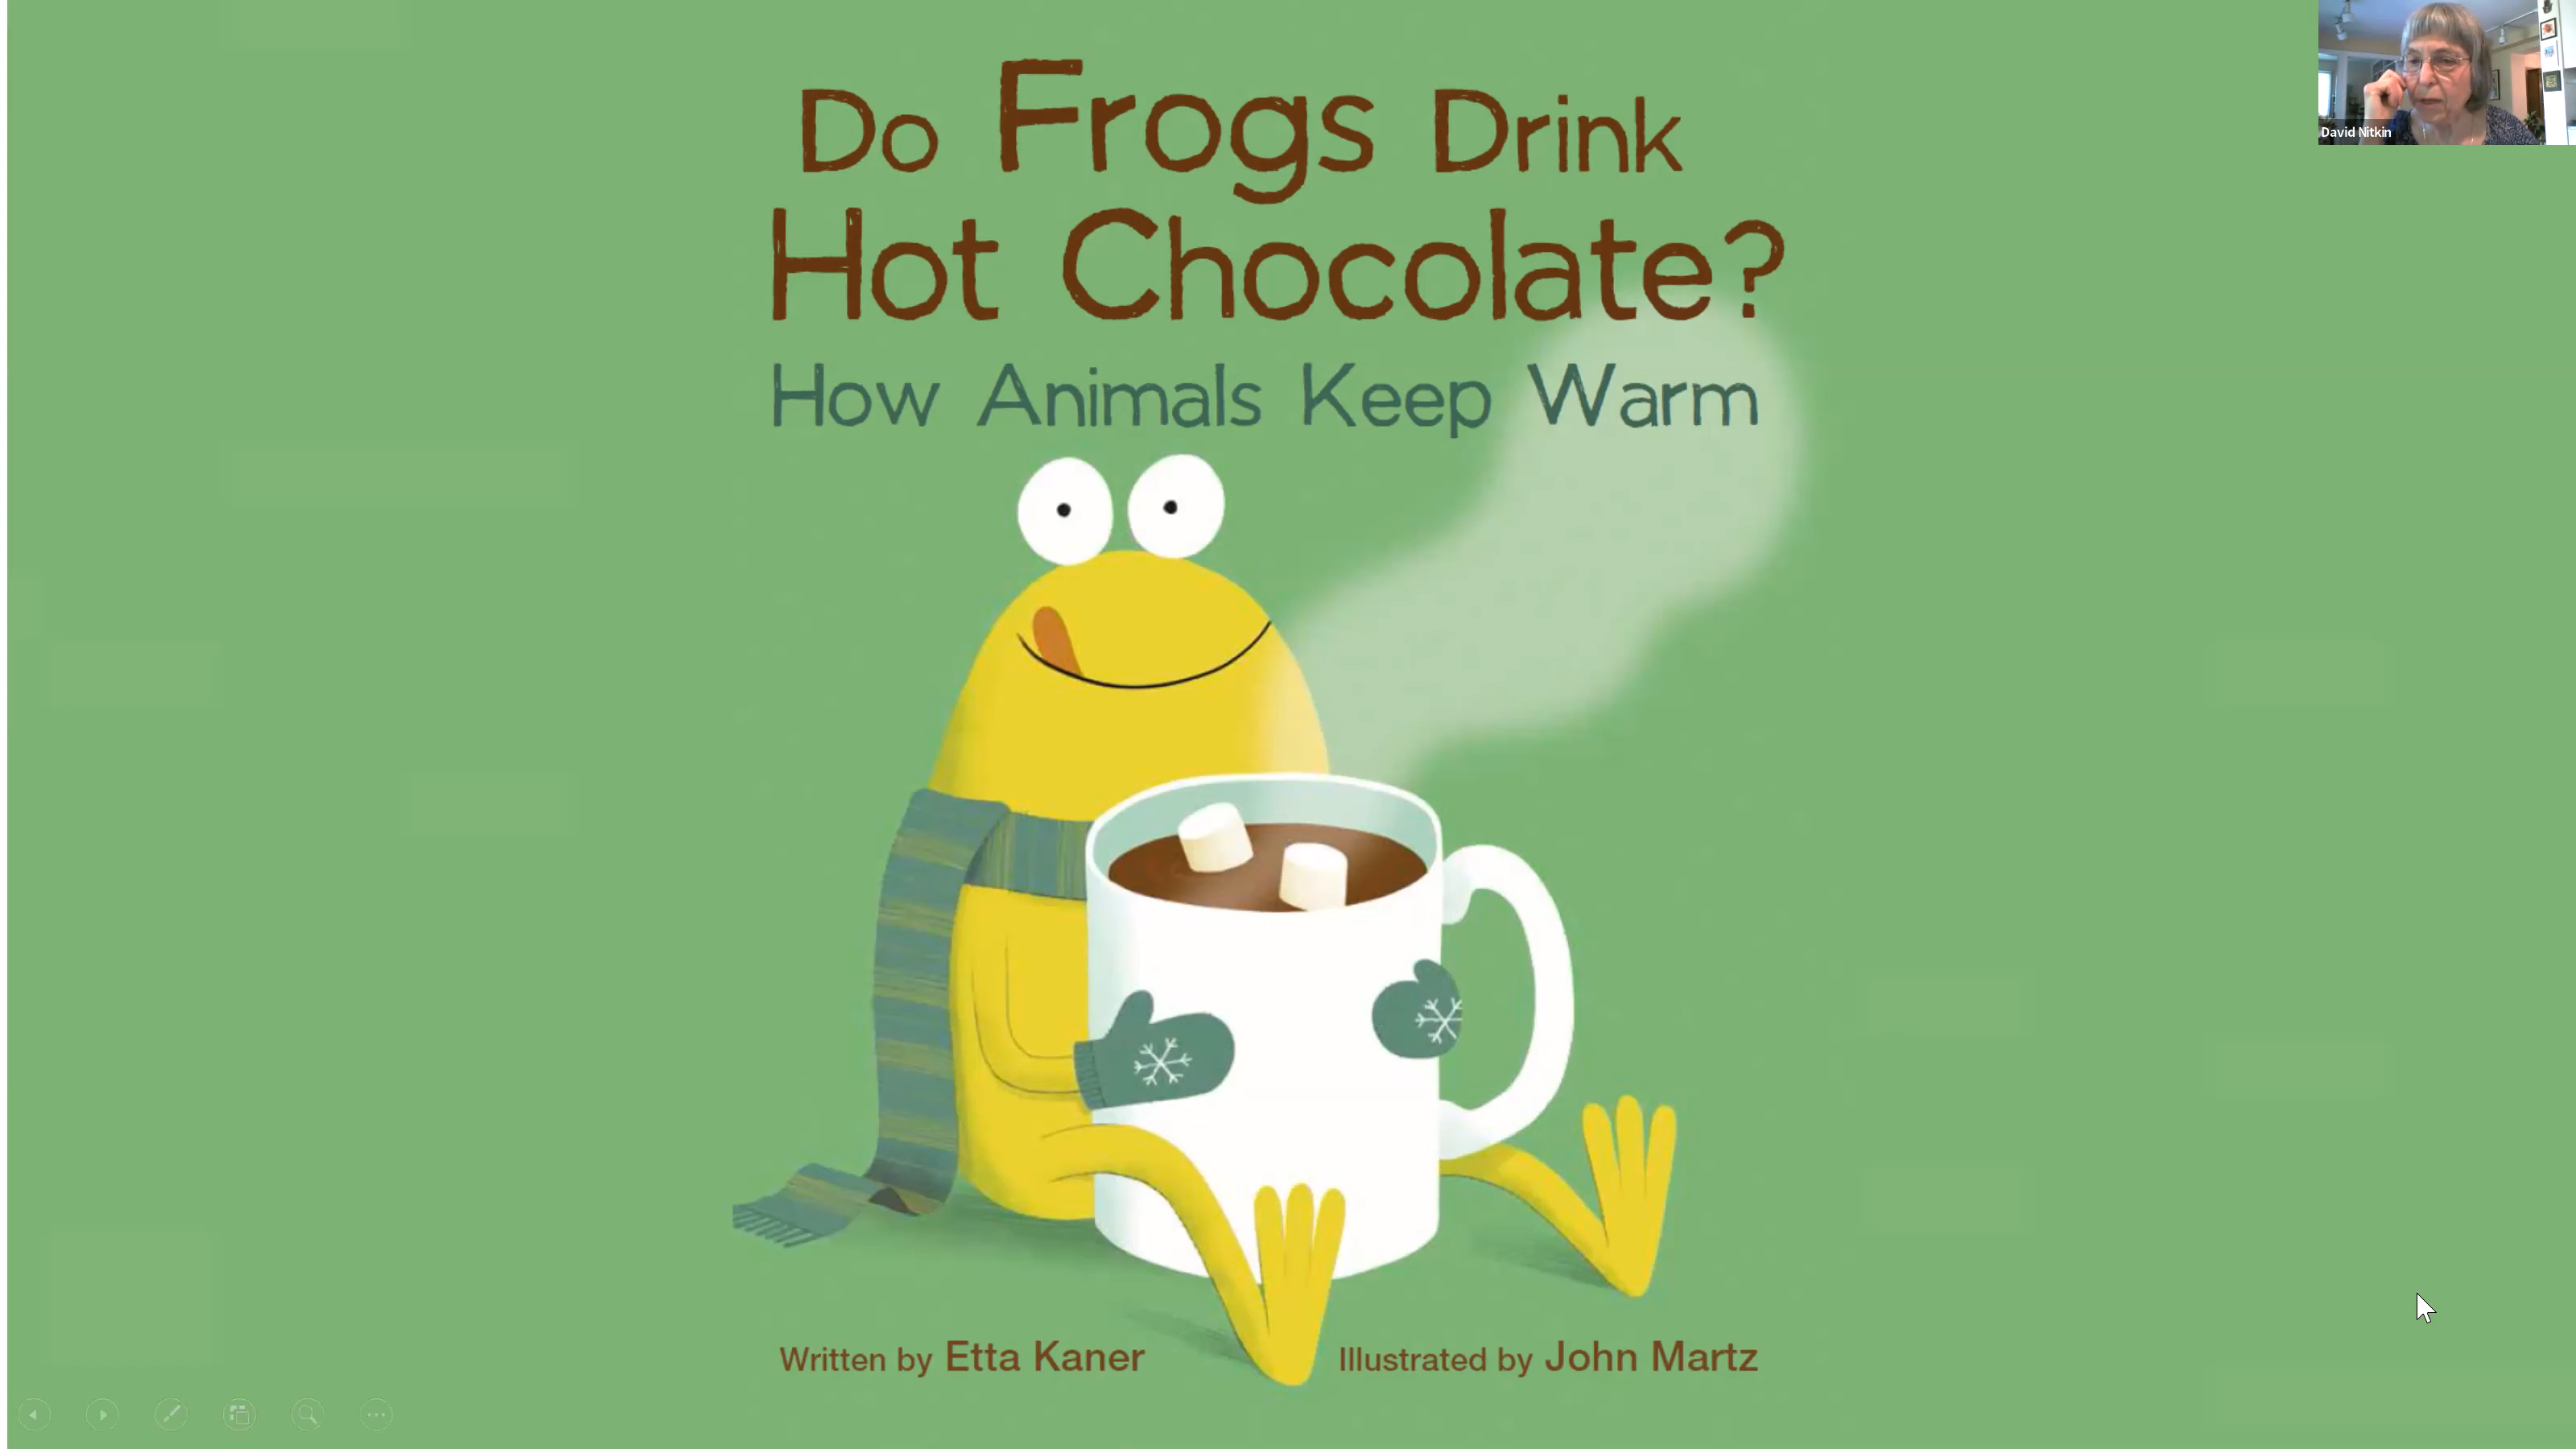 Do Frogs Drink
Hot Chocolate?
How Animals Keep Warm
Written by Etta Kaner
Illustrated by John Martz
David Nitkin